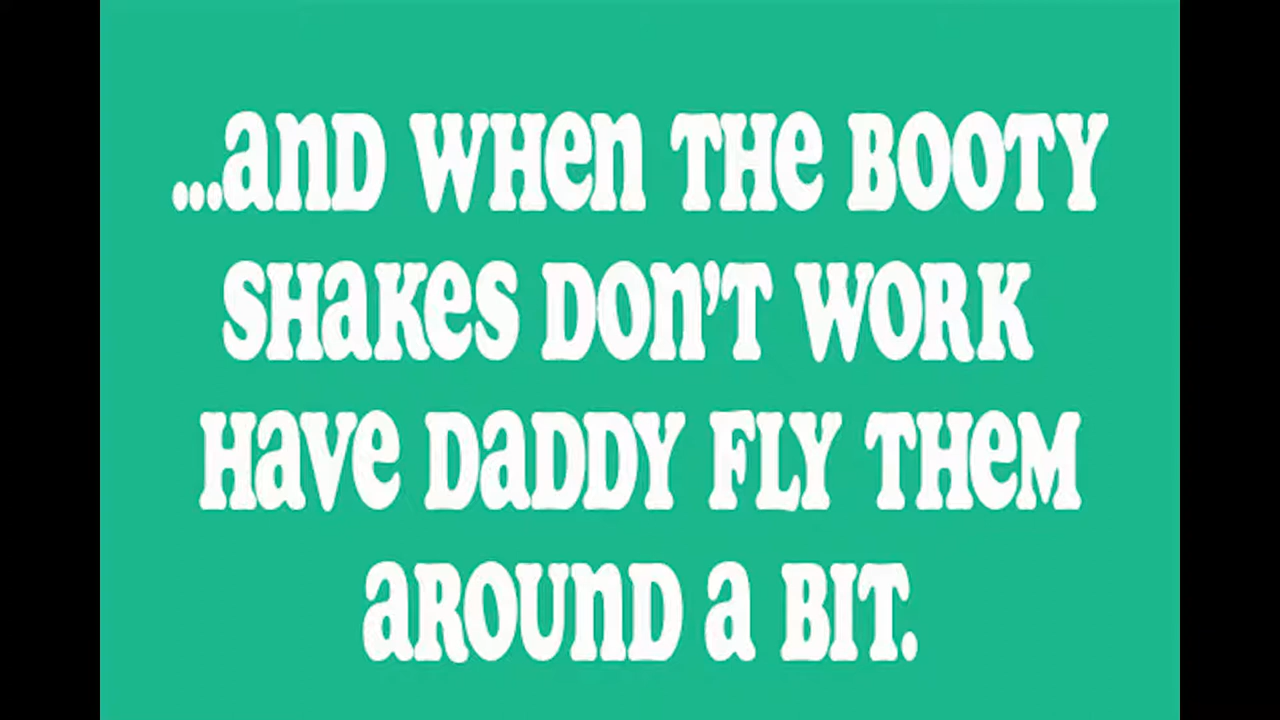 ...and WHen THe BOOTY
SHaKes DOn'T WORK
Have DaDDY FLY THeM
aROUnD a BIT.